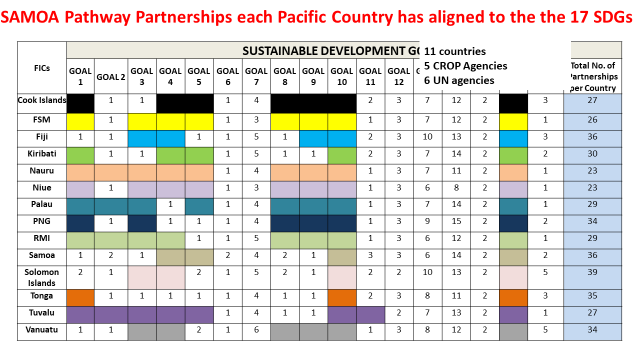 SAMOA Pathway Partnerships each Pacific Country has aligned to the the 17 SDGs
SUSTAINABLE DEVELOPMENT
11 countries
5 CROP Agencies
6 UN agencies
FICs GOAL 1 GOAL 2 GOAL 3 GOAL 4 GOAL 5 GOAL 6 GOAL 7 GOAL 8 GOAL 9 GOAL 10 GOAL 11 GOAL 12 Total No. of Partnerships per Country
Cook Islands 1 1 1 4 2 3 7 12 2 3 27
FSM 1 1 3 1 3 7 12 2 1 26
Fiji 1 1 1 1 5 1 2 3 10 13 2 3 36
Kiribati 1 1 1 5 1 1 2 3 7 14 2 2 30
Nauru 1 4 1 3 7 11 2 1 23
Niue 1 1 3 1 3 6 8 2 1 23
Palau 1 1 4 1 3 7 14 2 1 29
PNG 1 1 1 1 4 1 3 9 15 2 2 34
RMI 1 5 1 3 6 12 2 1 29
Samoa 1 2 1 2 4 2 1 3 3 6 14 2 2 36
Solomon Islands 2 1 2 1 5 2 1 2 3 10 13 2 5 39
Tonga 1 1 1 1 1 4 1 1 2 3 8 11 2 3 35
Tuvalu 1 4 1 1 3 7 13 2 1 27
Vanuatu 1 1 2 1 6 1 3 8 12 2 5 34